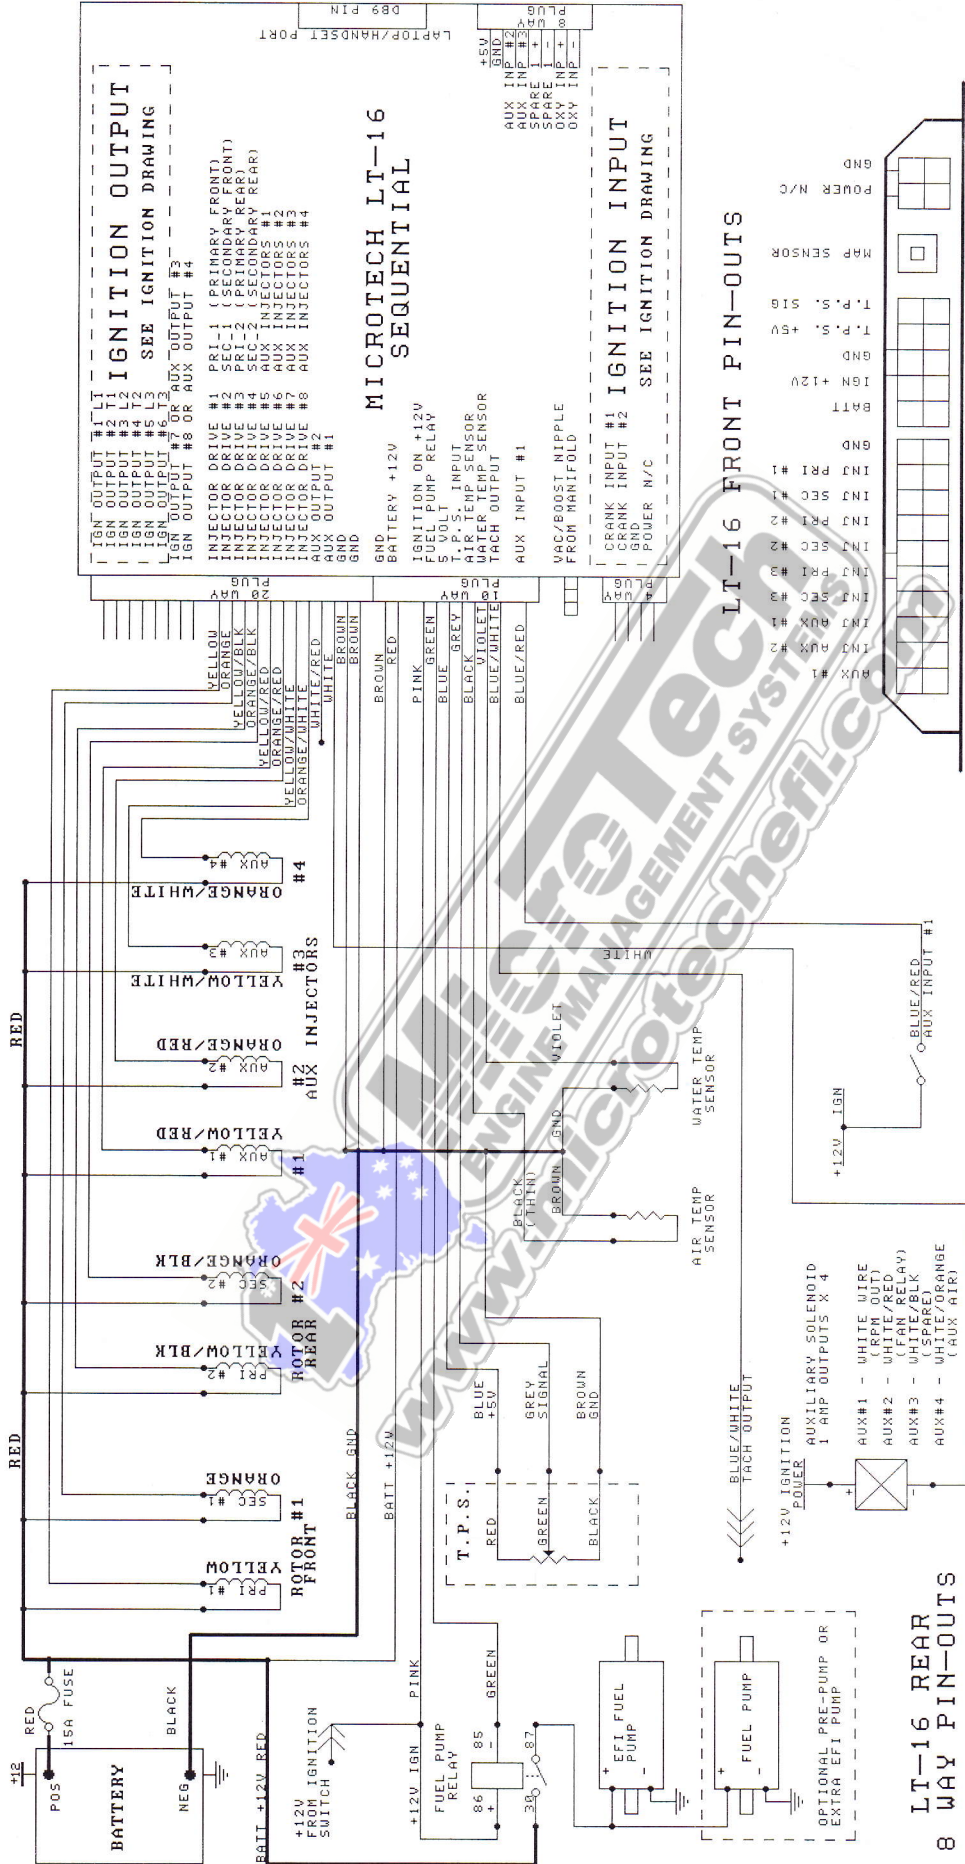 LAPTOP/HANDSET PORT
DB9 PIN
8 WAY
PLUG
+5V
GND
AUX INP #2
AUX INP #3
SPARE 1 +
SPARE 1 -
OXY INP +
OXY INP -
IGNITION OUTPUT
SEE IGNITION DRAWING
IGN OUTPUT #1 L1
IGN OUTPUT #2 T1
IGN OUTPUT #3 L2
IGN OUTPUT #4 T2
IGN OUTPUT #5 L3
IGN OUTPUT #6 T3
IGN OUTPUT #7 OR AUX OUTPUT #3
IGN OUTPUT #8 OR AUX OUTPUT #4
INJECTOR DRIVE #1 PRI-1 (PRIMARY FRONT)
INJECTOR DRIVE #2 SEC-1 (SECONDARY FRONT)
INJECTOR DRIVE #3 PRI-2 (PRIMARY REAR)
INJECTOR DRIVE #4 SEC-2 (SECONDARY REAR)
INJECTOR DRIVE #5 AUX INJECTORS #1
INJECTOR DRIVE #6 AUX INJECTORS #2
INJECTOR DRIVE #7 AUX INJECTORS #3
INJECTOR DRIVE #8 AUX INJECTORS #4
AUX OUTPUT #2
AUX OUTPUT #1
GND
GND
GND
BATTERY +12V
IGNITION ON +12V
FUEL PUMP RELAY
5 VOLT
T.P.S. INPUT
AIR TEMP SENSOR
WATER TEMP SENSOR
TACH OUTPUT
AUX INPUT #1
VAC/BOOST NIPPLE
FROM MANIFOLD
MICROTECH LT-16
SEQUENTIAL
CRANK INPUT #1
CRANK INPUT #2
GND
POWER N/C
IGNITION INPUT
SEE IGNITION DRAWING
20 WAY
PLUG
10 WAY
PLUG
4 WAY
PLUG
YELLOW
ORANGE
YELLOW/BLK
ORANGE/BLK
YELLOW/RED
ORANGE/RED
YELLOW/WHITE
ORANGE/WHITE
WHITE/RED
WHITE
BROWN
BROWN
BROWN
RED
PINK
GREEN
BLUE
GREY
BLACK
VIOLET
BLUE/WHITE
BLUE/RED
LT-16 FRONT PIN-OUTS
GND
POWER N/C
MAP SENSOR
T.P.S. SIG
T.P.S. +5V
GND
IGN +12V
BATT
GND
INJ PRI #1
INJ SEC #1
INJ PRI #2
INJ SEC #2
INJ PRI #3
INJ SEC #3
INJ AUX #1
INJ AUX #2
AUX #1
RED
RED
AUX #4
ORANGE/WHITE
#4
AUX #3
YELLOW/WHITE
#3
AUX #2
ORANGE/RED
#2
AUX INJECTORS
AUX #1
YELLOW/RED
#1
SEC #2
ORANGE/BLK
PRI #2
YELLOW/BLK
ROTOR #2
REAR
SEC #1
ORANGE
PRI #1
YELLOW
ROTOR #1
FRONT
BLACK GND
BATT +12V
+12
RED
15A FUSE
POS
BATTERY
NEG
BLACK
BATT +12V RED
+12V
FROM IGNITION
SWITCH
PINK
+12V IGN
FUEL PUMP
RELAY
86
+
85
-
GREEN
30
87
EFI FUEL
PUMP
+
-
FUEL PUMP
+
-
OPTIONAL PRE-PUMP OR
EXTRA EFI PUMP
T.P.S.
RED
GREEN
BLACK
BLUE
+5V
GREY
SIGNAL
BROWN
GND
BLACK
(THIN)
BROWN
GND
VIOLET
AIR TEMP
SENSOR
WATER TEMP
SENSOR
WHITE
BLUE/WHITE
TACH OUTPUT
+12V IGN
BLUE/RED
AUX INPUT #1
+12V IGNITION
POWER
+
-
AUXILIARY SOLENOID
1 AMP OUTPUTS X 4
AUX#1 - WHITE WIRE
(RPM OUT)
AUX#2 - WHITE/RED
(FAN RELAY)
AUX#3 - WHITE/BLK
(SPARE)
AUX#4 - WHITE/ORANGE
(AUX AIR)
LT-16 REAR
8 WAY PIN-OUTS
MicroTech
ENGINE MANAGEMENT SYSTEMS
www.microtechefi.com